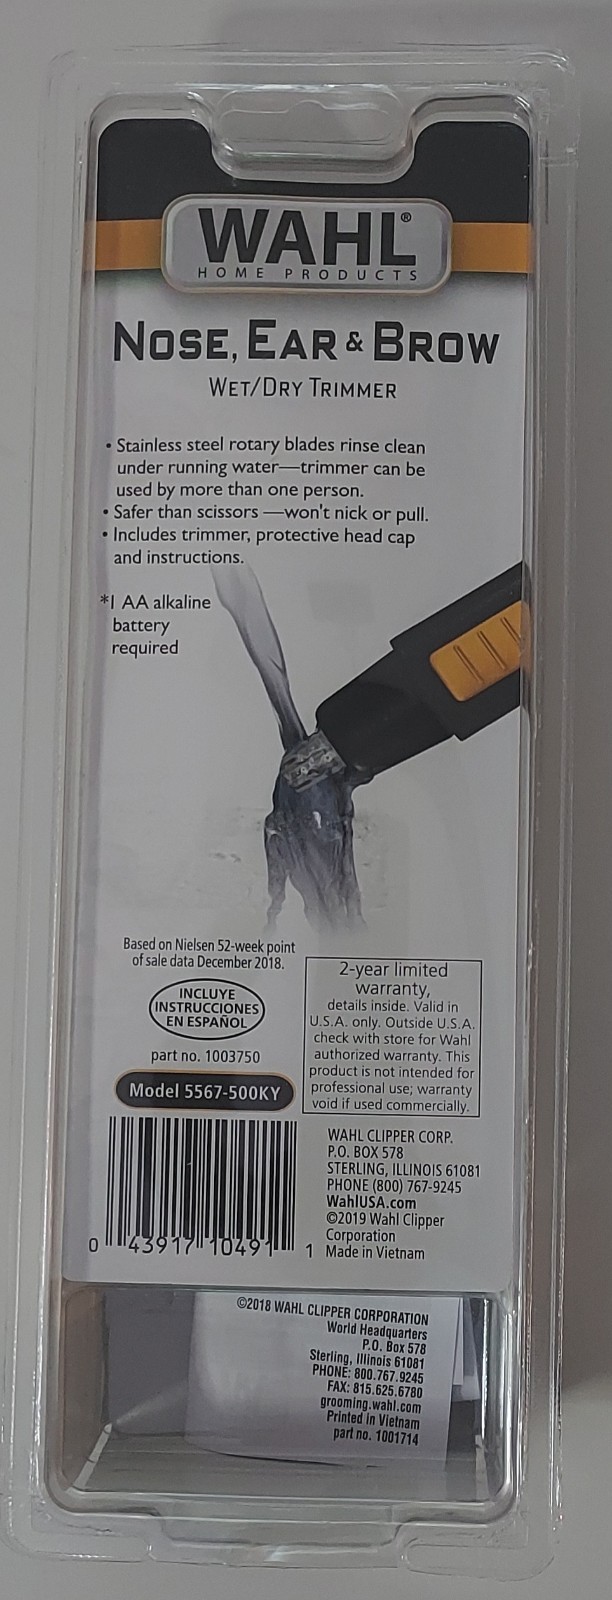 WAHL®
HOME PRODUCTS
NOSE, EAR & BROW
WET/DRY TRIMMER
• Stainless steel rotary blades rinse clean
under running water—trimmer can be
used by more than one person.
• Safer than scissors —won't nick or pull.
• Includes trimmer, protective head cap
and instructions.
*1 AA alkaline
battery
required
Based on Nielsen 52-week point
of sale data December 2018.
INCLUYE
INSTRUCCIONES
EN ESPAÑOL
part no. 1003750
Model 5567-500KY
0 43917 10491 1
2-year limited
warranty,
details inside. Valid in
U.S.A. only. Outside U.S.A.
check with store for Wahl
authorized warranty. This
product is not intended for
professional use; warranty
void if used commercially.
WAHL CLIPPER CORP.
P.O. BOX 578
STERLING, ILLINOIS 61081
PHONE (800) 767-9245
WahlUSA.com
©2019 Wahl Clipper
Corporation
Made in Vietnam
©2018 WAHL CLIPPER CORPORATION
World Headquarters
P.O. Box 578
Sterling, Illinois 61081
PHONE: 800.767.9245
FAX: 815.625.6780
grooming.wahl.com
Printed in Vietnam
part no. 1001714